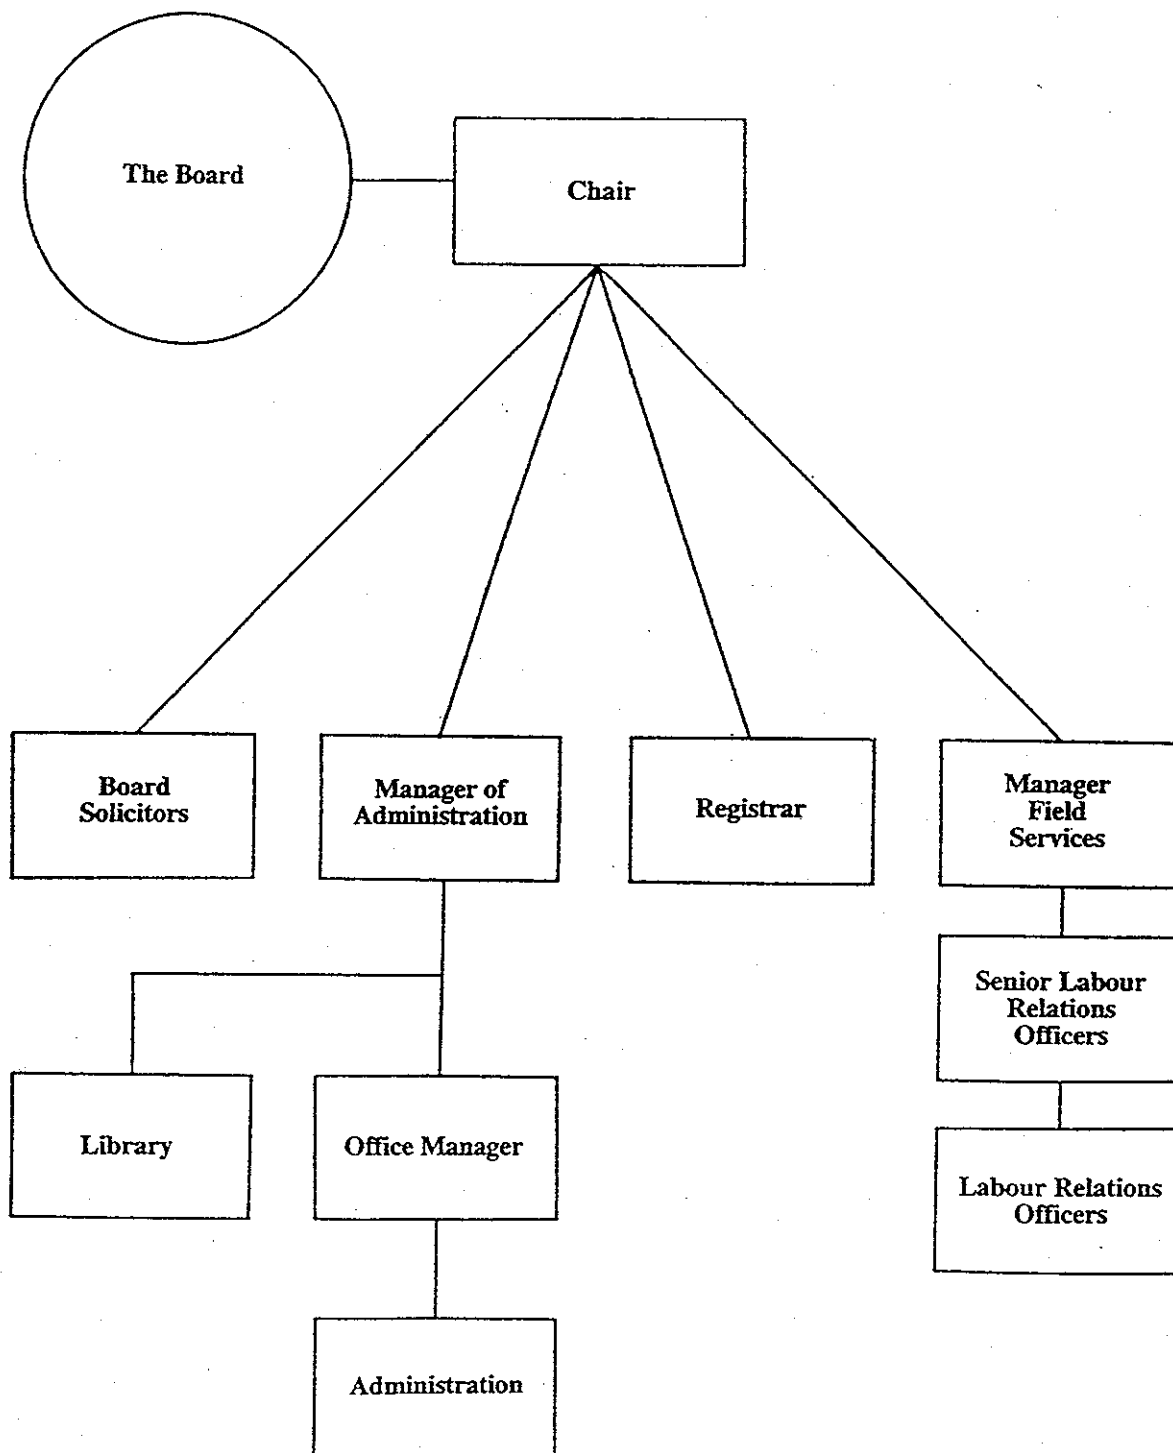 The Board
Chair
Board
Solicitors
Manager of
Administration
Registrar
Manager
Field
Services
Senior Labour
Relations
Officers
Library
Office Manager
Labour Relations
Officers
Administration